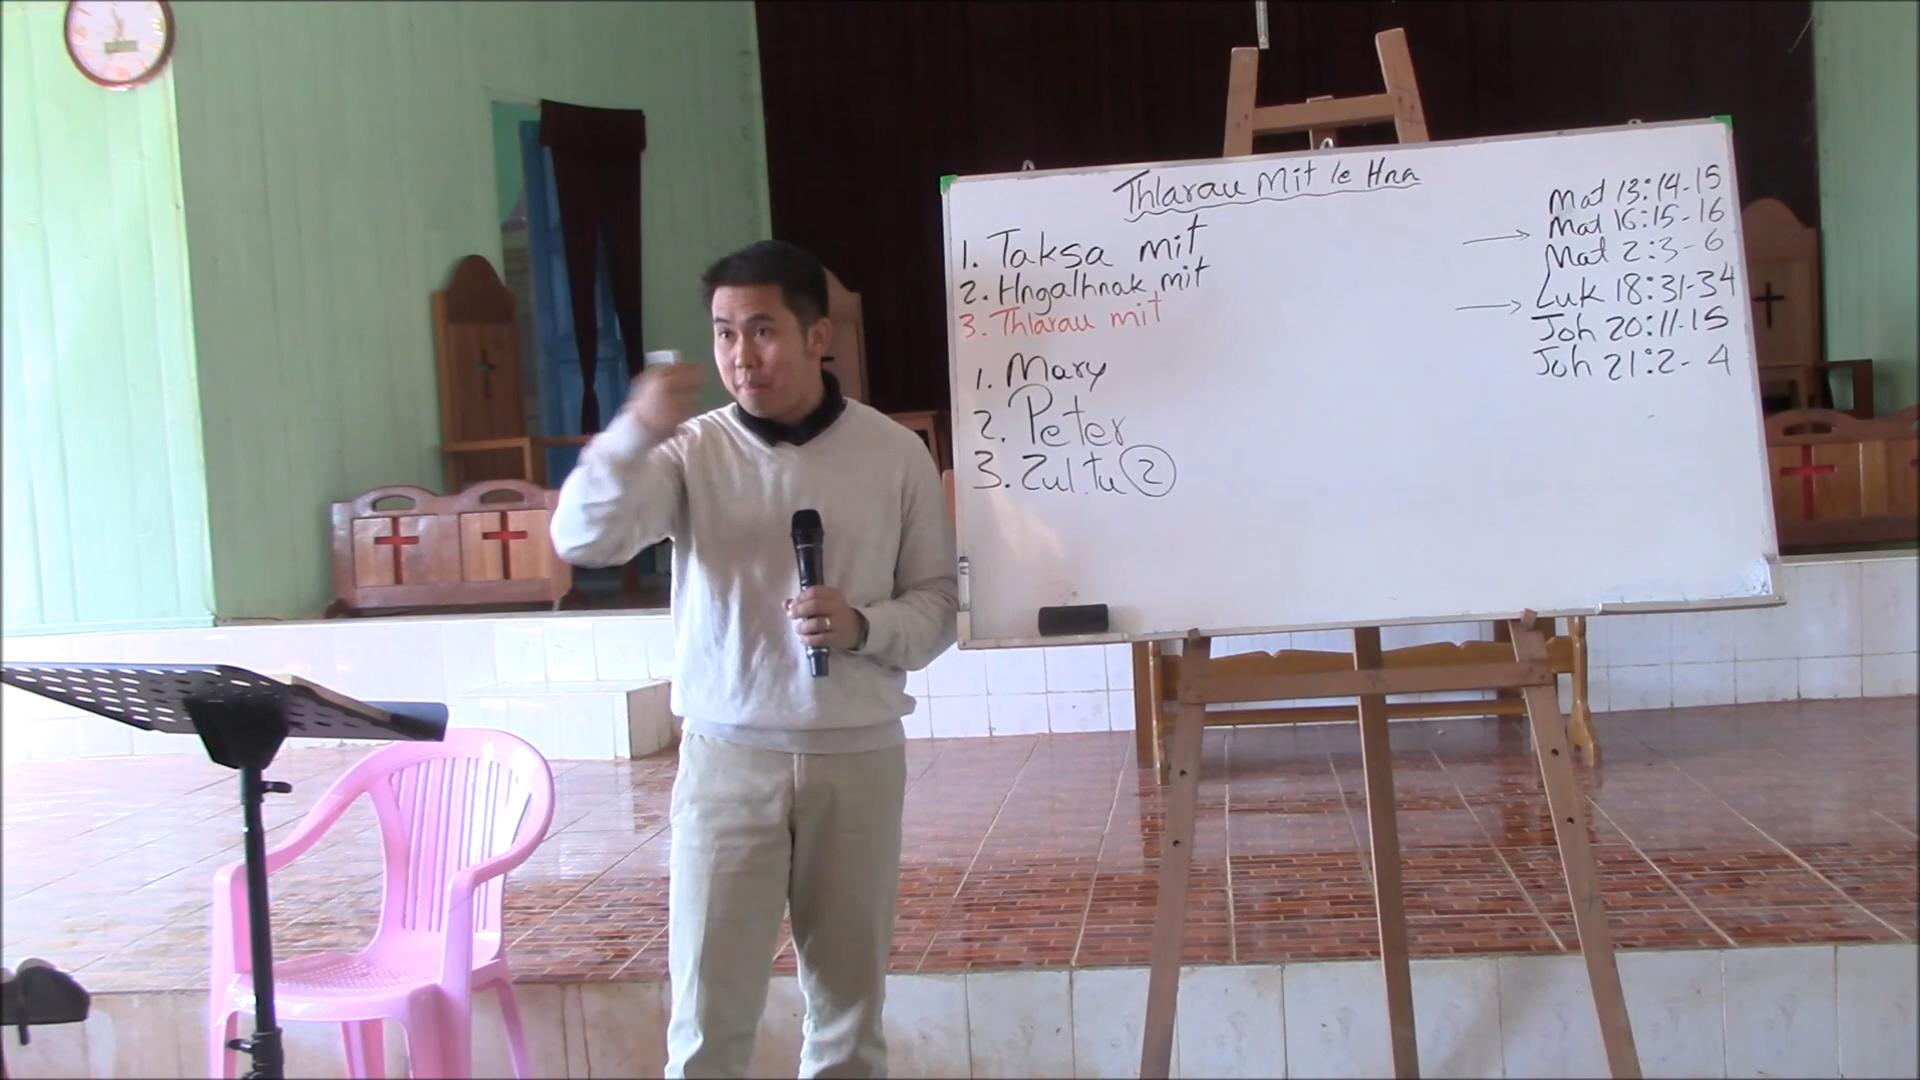 Thlarau Mit le Hna
1. Taksa mit
2. Hngalhnak mit
3. Thlarau mit
1. Mary
2. Peter
3. Zultu 2
Mat 13:14-15
Mat 16:15-16
Mat 2:3-6
Luk 18:31-34
Joh 20:11-15
Joh 21:2-4